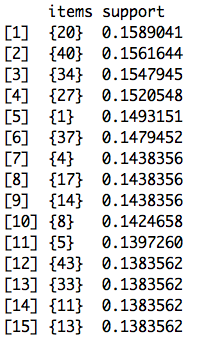 items support
[1] {20} 0.1589041
[2] {40} 0.1561644
[3] {34} 0.1547945
[4] {27} 0.1520548
[5] {1} 0.1493151
[6] {37} 0.1479452
[7] {4} 0.1438356
[8] {17} 0.1438356
[9] {14} 0.1438356
[10] {8} 0.1424658
[11] {5} 0.1397260
[12] {43} 0.1383562
[13] {33} 0.1383562
[14] {11} 0.1383562
[15] {13} 0.1383562